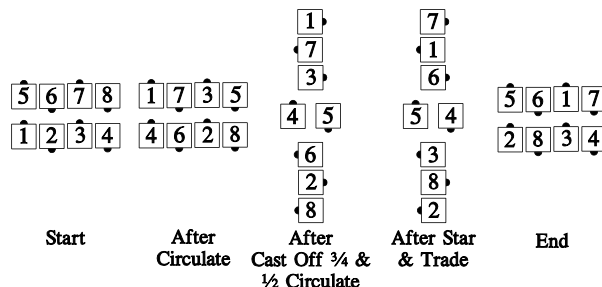 1
7
3
4 5
6
2
8
7
1
6
5 4
3
8
2
5 6 7 8
1 2 3 4
1 7 3 5
4 6 2 8
5 6 1 7
2 8 3 4
Start
After
Circulate
After
Cast Off ¾ &
½ Circulate
After Star
& Trade
End